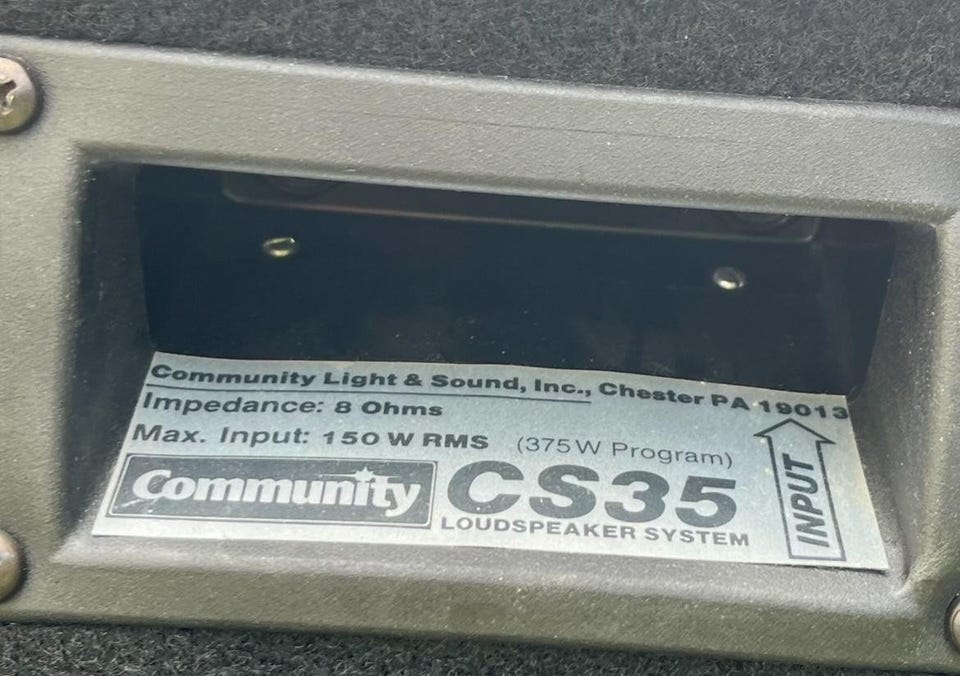 Community Light & Sound, Inc., Chester PA 19013
Impedance: 8 Ohms
Max. Input: 150 W RMS (375 W Program)
Community CS35
LOUDSPEAKER SYSTEM
INPUT